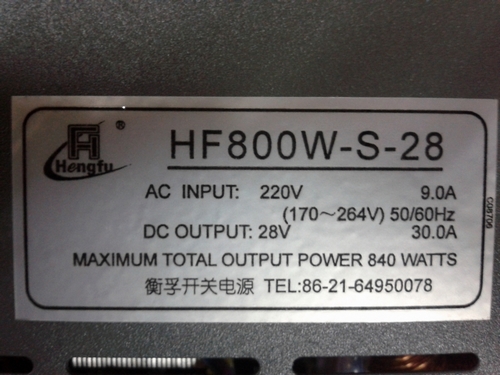 Hengfu ®
HF800W-S-28
AC INPUT: 220V 9.0A
(170～264V) 50/60Hz
DC OUTPUT: 28V 30.0A
MAXIMUM TOTAL OUTPUT POWER 840 WATTS
衡孚开关电源 TEL:86-21-64950078